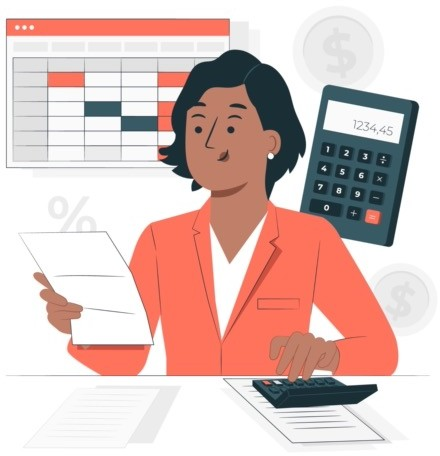 1234,45
1 2 3 ÷
4 5 6 ×
7 8 9 -
0 + =
%
$
$